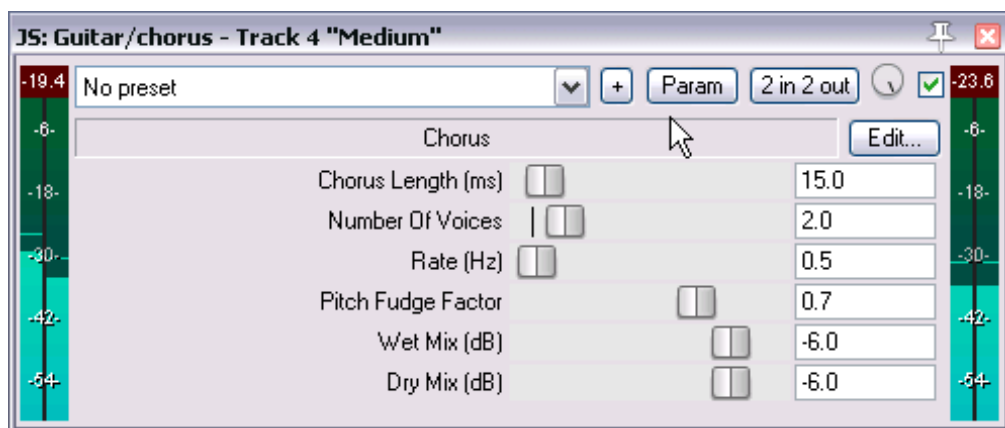 JS: Guitar/chorus - Track 4 "Medium"
-19.4 No preset + Param 2 in 2 out -23.6
-6- Chorus Edit... -6-
-18- Chorus Length (ms) 15.0 -18-
Number Of Voices 2.0
-30- Rate (Hz) 0.5 -30-
Pitch Fudge Factor 0.7
-42- Wet Mix (dB) -6.0 -42-
-54- Dry Mix (dB) -6.0 -54-